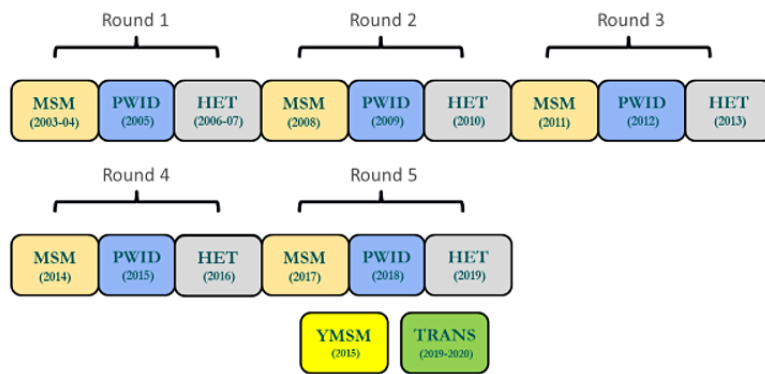 Round 1 Round 2 Round 3
MSM PWID HET MSM PWID HET MSM PWID HET
(2003-04) (2005) (2006-07) (2008) (2009) (2010) (2011) (2012) (2013)
Round 4 Round 5
MSM PWID HET MSM PWID HET
(2014) (2015) (2016) (2017) (2018) (2019)
YMSM TRANS
(2015) (2019-2020)